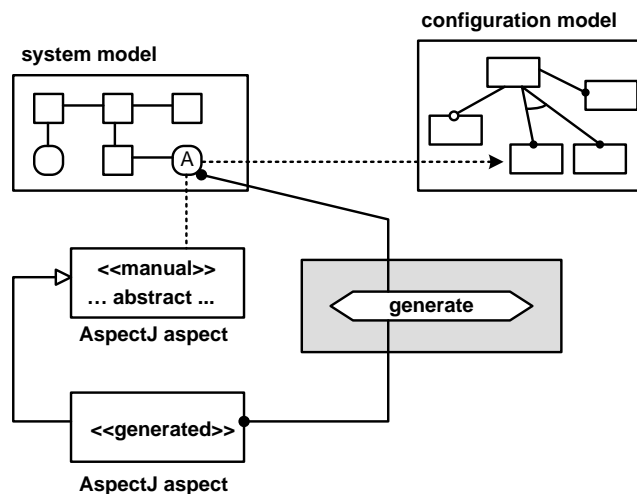 configuration model
system model
A
<<manual>>
… abstract ...
AspectJ aspect
generate
<<generated>>
AspectJ aspect